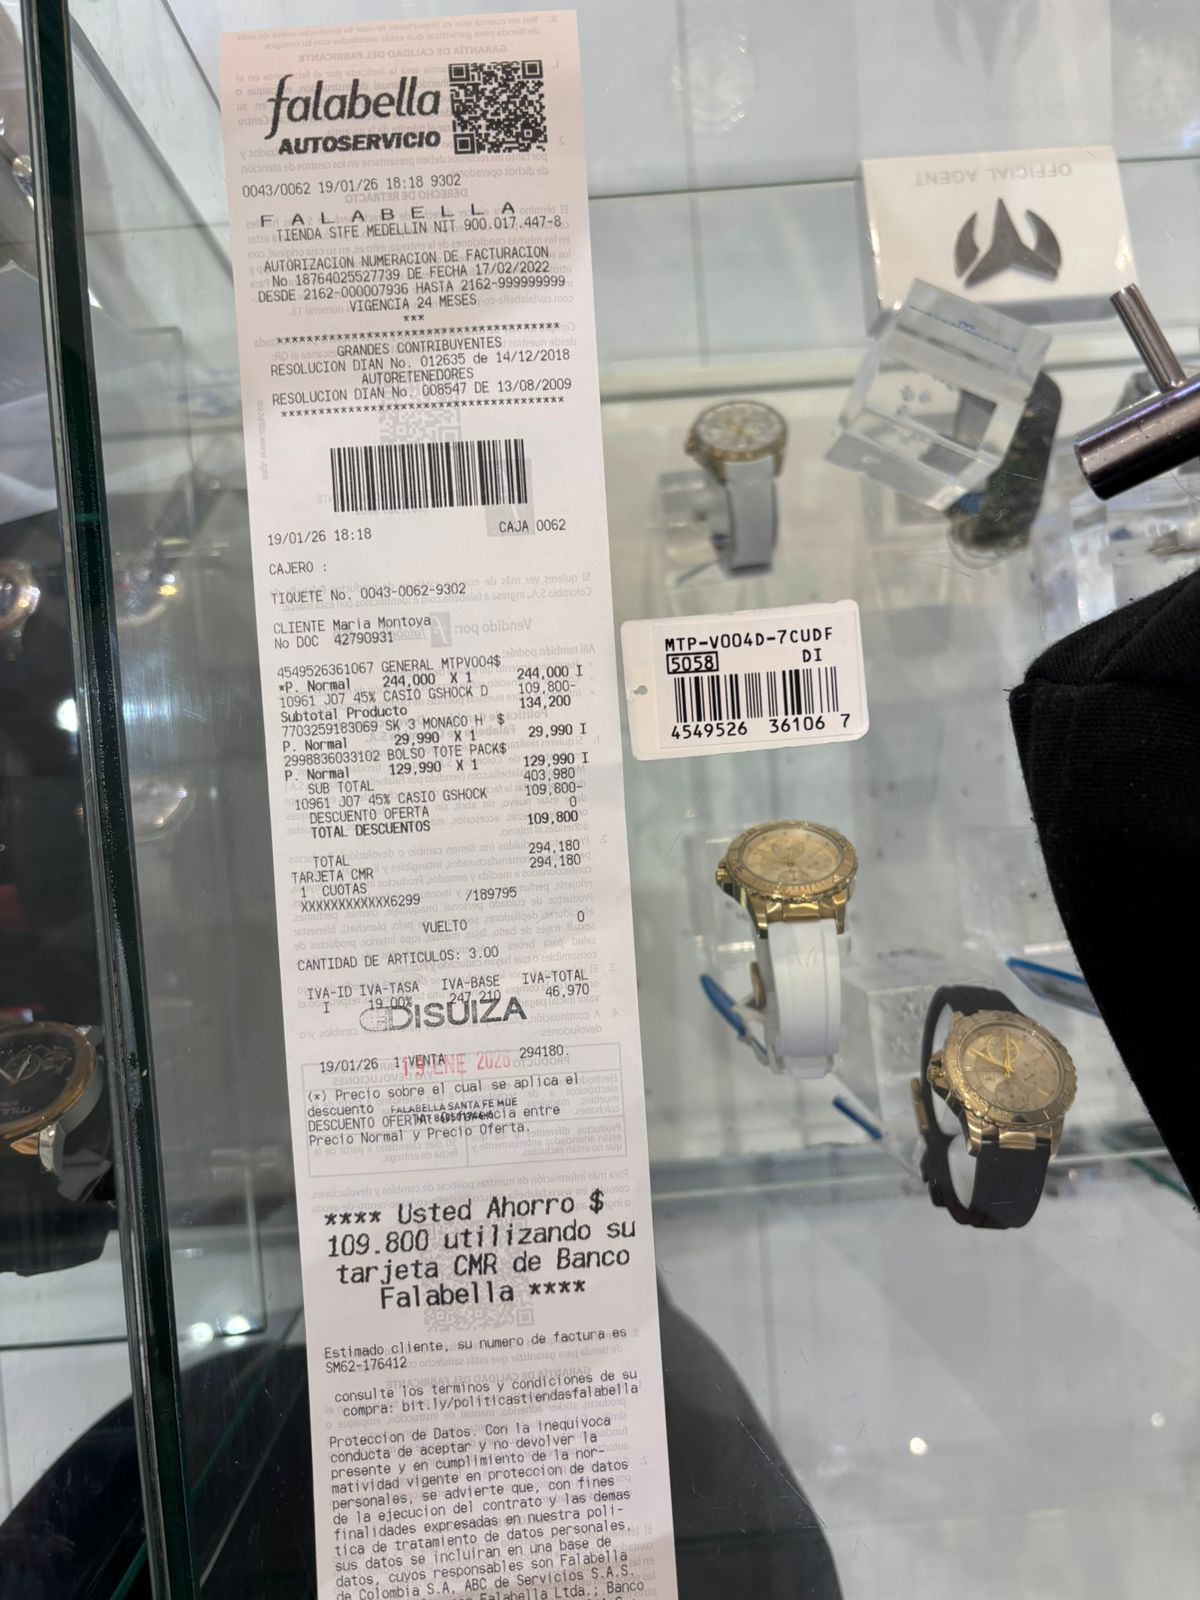 falabella
AUTOSERVICIO
0043/0062 19/01/26 18:18 9302
F A L A B E L L A
TIENDA STFE MEDELLIN NIT 900.017.447-8
AUTORIZACION NUMERACION DE FACTURACION
No 18764025527739 DE FECHA 17/02/2022
DESDE 2162-000007936 HASTA 2162-999999999
VIGENCIA 24 MESES
***
**************************************
GRANDES CONTRIBUYENTES
RESOLUCION DIAN No. 012635 de 14/12/2018
AUTORETENEDORES
RESOLUCION DIAN No. 008547 DE 13/08/2009
**************************************
19/01/26 18:18 CAJA 0062
CAJERO :
TIQUETE No. 0043-0062-9302
CLIENTE Maria Montoya
No DOC 42790931
4549526361067 GENERAL MTPV004$
*P. Normal 244,000 X 1 244,000 I
10961 J07 45% CASIO GSHOCK D 109,800-
Subtotal Producto 134,200
7703259183069 SK 3 MONACO H $
P. Normal 29,990 X 1 29,990 I
2998836033102 BOLSO TOTE PACK$
P. Normal 129,990 X 1 129,990 I
SUB TOTAL 403,980
10961 J07 45% CASIO GSHOCK 109,800-
DESCUENTO OFERTA 0
TOTAL DESCUENTOS 109,800
TOTAL 294,180
TARJETA CMR 294,180
1 CUOTAS
XXXXXXXXXXXX6299 /189795
VUELTO 0
CANTIDAD DE ARTICULOS: 3.00
IVA-ID IVA-TASA IVA-BASE IVA-TOTAL
I 19.00% 247,210 46,970
DISUIZA
19/01/26 1 VENTA 294180.
19 ENE 2026
(*) Precio sobre el cual se aplica el
descuento
FALABELLA SANTA FE MDE
DESCUENTO OFERTA: Diferencia entre
Precio Normal y Precio Oferta.
**** Usted Ahorro $
109.800 utilizando su
tarjeta CMR de Banco
Falabella ****
Estimado cliente, su numero de factura es
SM62-176412
consulte los terminos y condiciones de su
compra: bit.ly/politicastiendasfalabella
Proteccion de Datos. Con la inequivoca
conducta de aceptar y no devolver la
presente y en cumplimiento de la nor-
matividad vigente en proteccion de datos
personales, se advierte que, con fines
de la ejecucion del contrato y las demas
finalidades expresadas en nuestra poli-
tica de tratamiento de datos personales,
sus datos se incluiran en una base de
datos, cuyos responsables son Falabella
de Colombia S.A, ABC de Servicios S.A.S.
Falabella Ltda.; Banco
OFFICIAL AGENT
MTP-V004D-7CUDF
5058 DI
4549526 36106 7